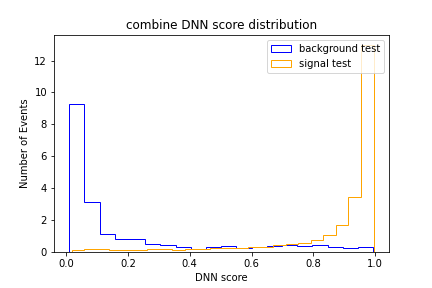 combine DNN score distribution
background test
signal test
Number of Events
12
10
8
6
4
2
0
0.0 0.2 0.4 0.6 0.8 1.0
DNN score